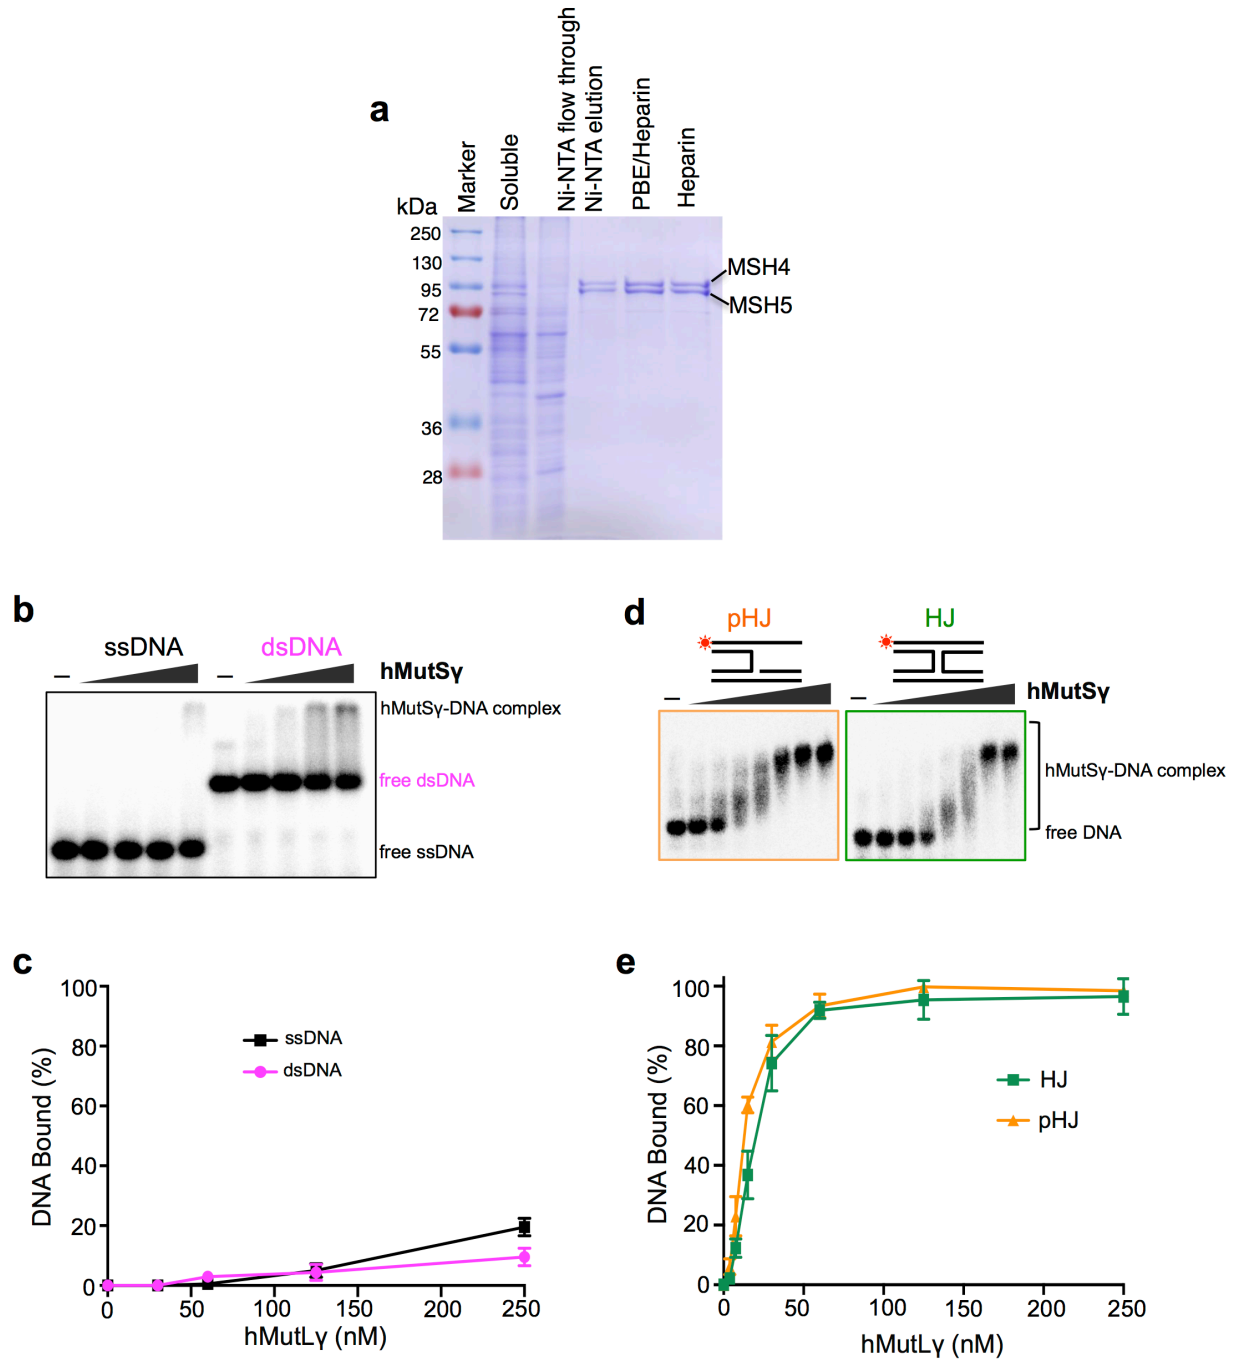 a
kDa
Marker
Soluble
Ni-NTA flow through
Ni-NTA elution
PBE/Heparin
Heparin
250
130
95
72
55
36
28
MSH4
MSH5
b
ssDNA
dsDNA
–
–
hMutSγ
hMutSγ-DNA complex
free dsDNA
free ssDNA
d
pHJ
HJ
–
–
hMutSγ
hMutSγ-DNA complex
free DNA
c
DNA Bound (%)
100
80
60
40
20
0
ssDNA
dsDNA
0 50 100 150 200 250
hMutLγ (nM)
e
DNA Bound (%)
100
80
60
40
20
0
HJ
pHJ
0 50 100 150 200 250
hMutLγ (nM)